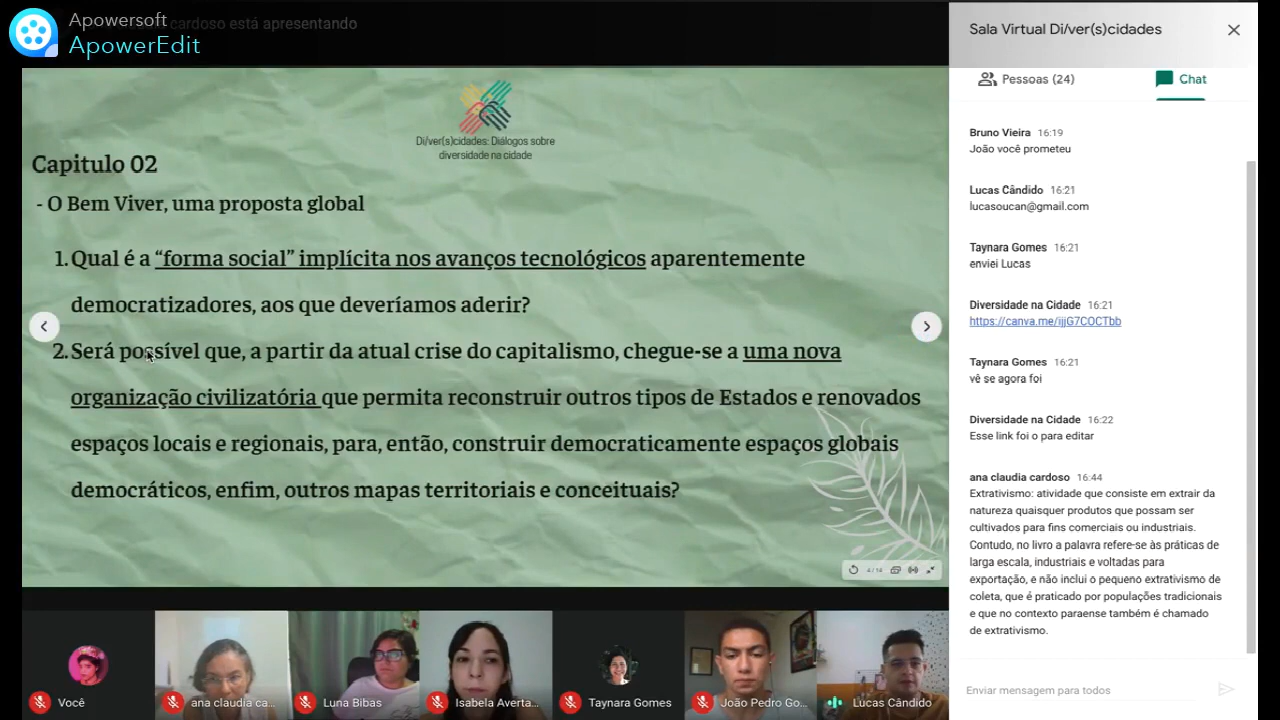 Apowersoft
ApowerEdit
cardoso está apresentando
Di/ver(s)cidades: Diálogos sobre
diversidade na cidade
Capitulo 02
- O Bem Viver, uma proposta global
1. Qual é a “forma social” implícita nos avanços tecnológicos aparentemente
democratizadores, aos que deveríamos aderir?
2. Será possível que, a partir da atual crise do capitalismo, chegue-se a uma nova
organização civilizatória que permita reconstruir outros tipos de Estados e renovados
espaços locais e regionais, para, então, construir democraticamente espaços globais
democráticos, enfim, outros mapas territoriais e conceituais?
4 / 14
Você
ana claudia ca...
Luna Bibas
Isabela Averta...
Taynara Gomes
João Pedro Go...
Lucas Cândido
Sala Virtual Di/ver(s)cidades
Pessoas (24)
Chat
Bruno Vieira 16:19
João você prometeu
Lucas Cândido 16:21
lucasoucan@gmail.com
Taynara Gomes 16:21
enviei Lucas
Diversidade na Cidade 16:21
https://canva.me/ijjG7COCTbb
Taynara Gomes 16:21
vê se agora foi
Diversidade na Cidade 16:22
Esse link foi o para editar
ana claudia cardoso 16:44
Extrativismo: atividade que consiste em extrair da
natureza quaisquer produtos que possam ser
cultivados para fins comerciais ou industriais.
Contudo, no livro a palavra refere-se às práticas de
larga escala, industriais e voltadas para
exportação, e não inclui o pequeno extrativismo de
coleta, que é praticado por populações tradicionais
e que no contexto paraense também é chamado
de extrativismo.
Enviar mensagem para todos